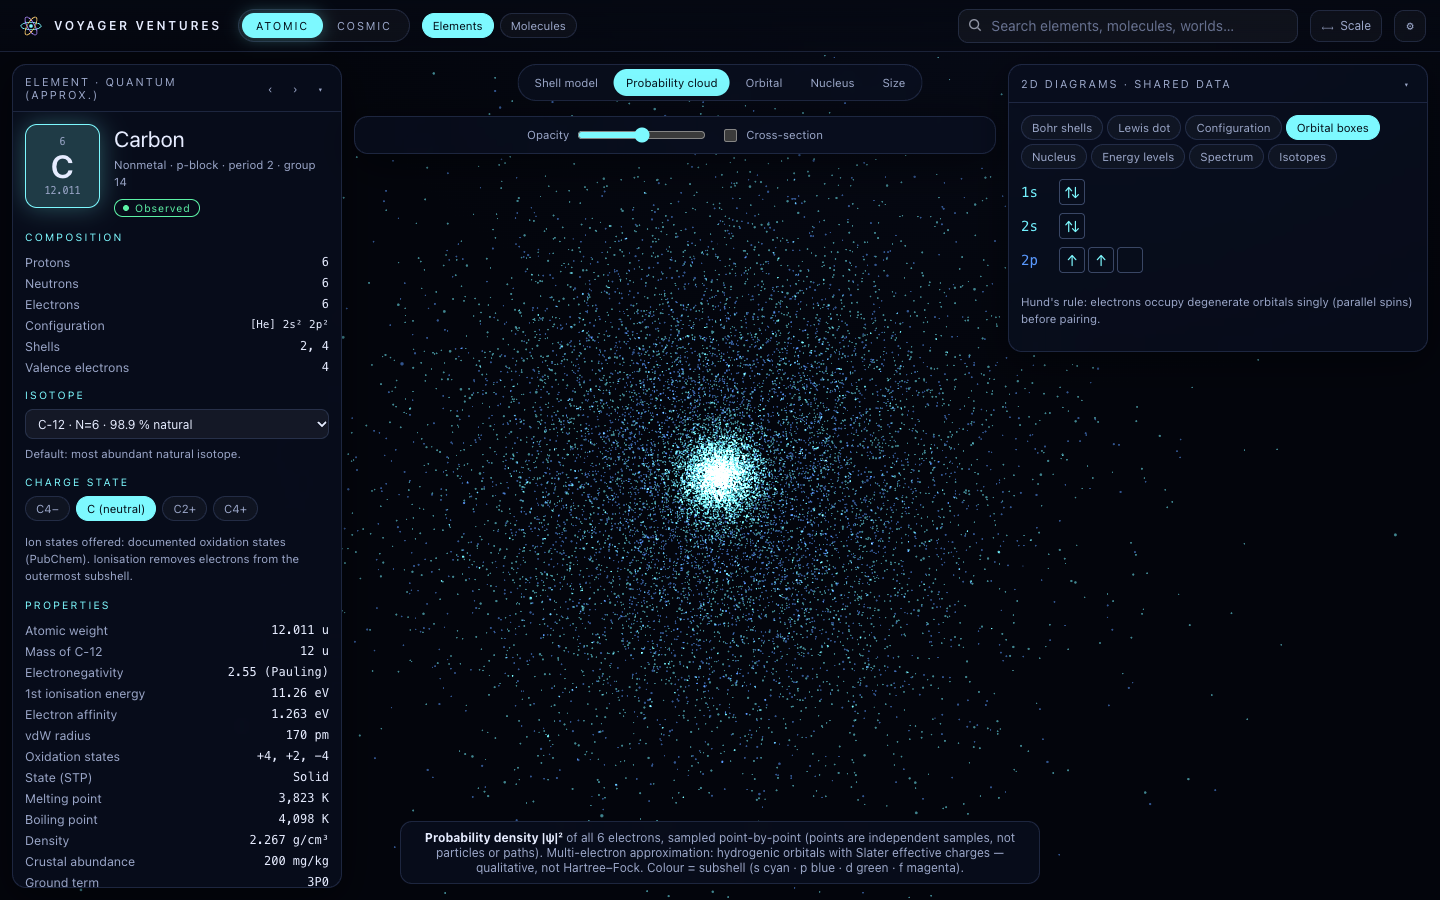 VOYAGER VENTURES
ATOMIC
COSMIC
Elements
Molecules
Search elements, molecules, worlds...
Scale
ELEMENT · QUANTUM
(APPROX.)
6
C
12.011
Carbon
Nonmetal · p-block · period 2 · group
14
Observed
COMPOSITION
Protons 6
Neutrons 6
Electrons 6
Configuration [He] 2s² 2p²
Shells 2, 4
Valence electrons 4
ISOTOPE
C-12 · N=6 · 98.9 % natural
Default: most abundant natural isotope.
CHARGE STATE
C4− C (neutral) C2+ C4+
Ion states offered: documented oxidation states
(PubChem). Ionisation removes electrons from the
outermost subshell.
PROPERTIES
Atomic weight 12.011 u
Mass of C-12 12 u
Electronegativity 2.55 (Pauling)
1st ionisation energy 11.26 eV
Electron affinity 1.263 eV
vdW radius 170 pm
Oxidation states +4, +2, −4
State (STP) Solid
Melting point 3,823 K
Boiling point 4,098 K
Density 2.267 g/cm³
Crustal abundance 200 mg/kg
Ground term 3P0
Shell model Probability cloud Orbital Nucleus Size
Opacity Cross-section
Probability density |ψ|² of all 6 electrons, sampled point-by-point (points are independent samples, not
particles or paths). Multi-electron approximation: hydrogenic orbitals with Slater effective charges —
qualitative, not Hartree–Fock. Colour = subshell (s cyan · p blue · d green · f magenta).
2D DIAGRAMS · SHARED DATA
Bohr shells Lewis dot Configuration Orbital boxes
Nucleus Energy levels Spectrum Isotopes
1s ↑↓
2s ↑↓
2p ↑ ↑
Hund's rule: electrons occupy degenerate orbitals singly (parallel spins)
before pairing.